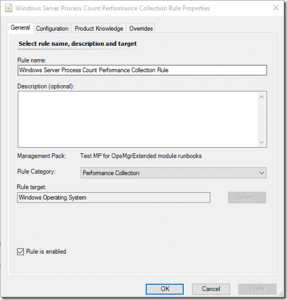 Windows Server Process Count Performance Collection Rule Properties
General
Configuration
Product Knowledge
Overrides
Select rule name, description and target
Rule name:
Windows Server Process Count Performance Collection Rule
Description (optional):
Management Pack: Test MP for OpsMgrExtended module runbooks
Rule Category: Performance Collection
Rule target:
Windows Operating System
Select...
Rule is enabled
OK
Cancel
Apply